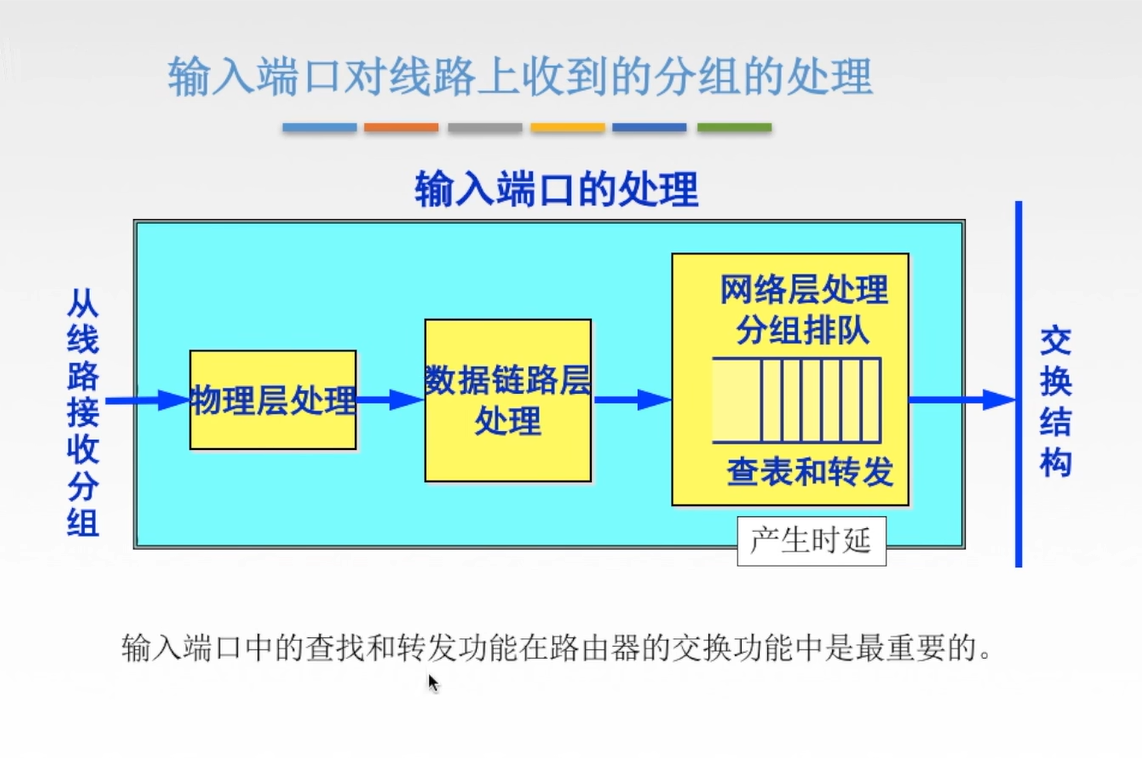 输入端口对线路上收到的分组的处理
输入端口的处理
从线路接收分组
物理层处理
数据链路层
处理
网络层处理
分组排队
查表和转发
交换结构
产生时延
输入端口中的查找和转发功能在路由器的交换功能中是最重要的。